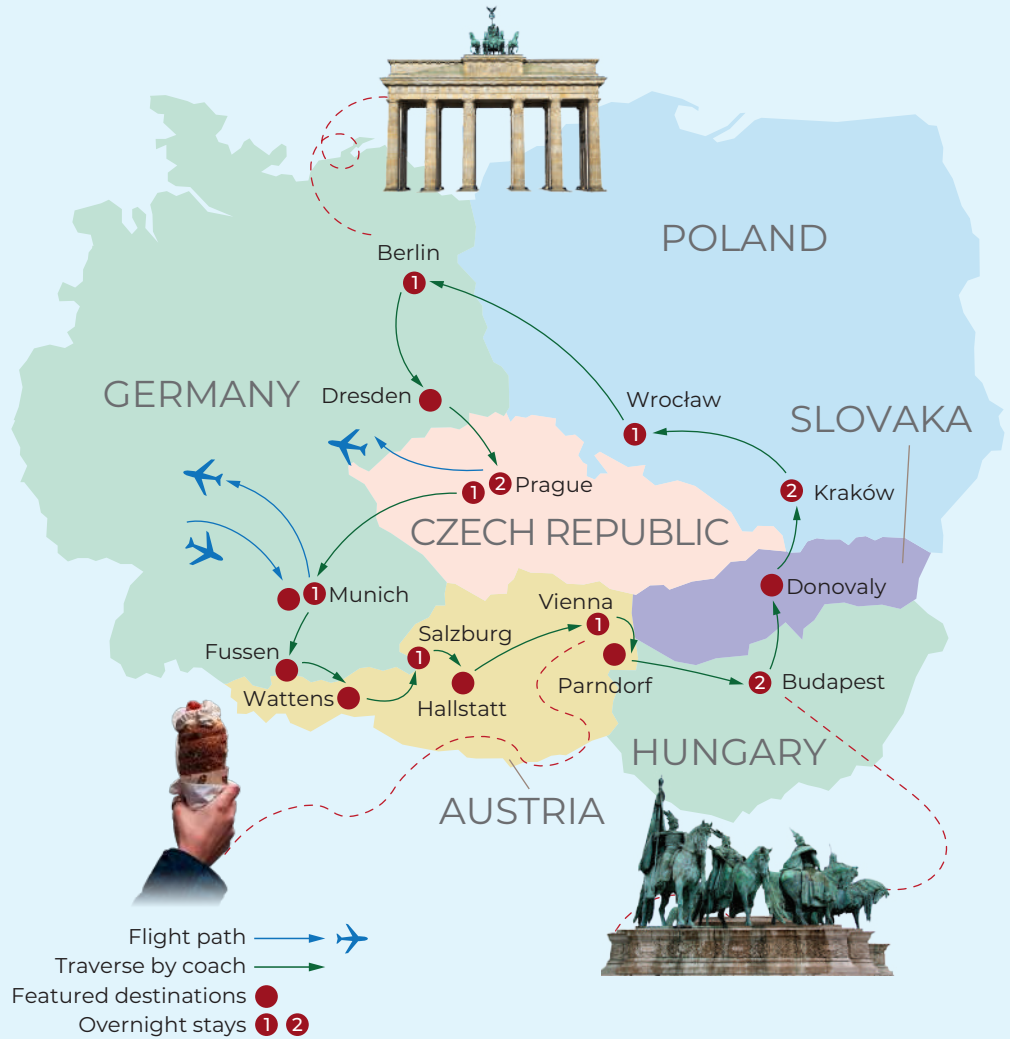 Berlin
1
POLAND
GERMANY
Dresden
Wrocław
1
SLOVAKA
2 Prague
1
2 Kraków
CZECH REPUBLIC
1 Munich
Donovaly
Vienna
1
Salzburg
1
Fussen
Wattens
Hallstatt
Parndorf
2 Budapest
HUNGARY
AUSTRIA
Flight path
Traverse by coach
Featured destinations
Overnight stays 1 2